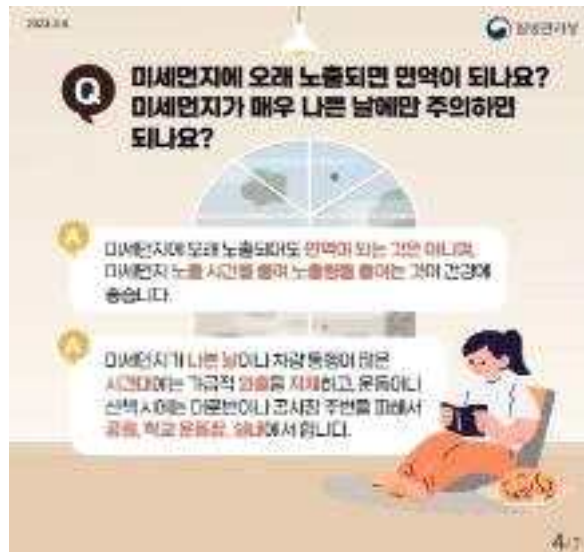 질병관리청
Q
미세먼지에 오래 노출되면 면역이 되나요?
미세먼지가 매우 나쁜 날에만 주의하면
되나요?
A
미세먼지에 오래 노출되어도 면역이 되는 것은 아니며,
미세먼지 노출 시간을 줄여 노출량을 줄이는 것이 건강에
좋습니다.
A
미세먼지가 나쁜 날이나 차량 통행이 많은
시간대에는 가급적 외출을 자제하고, 운동이나
산책 시에는 대로변이나 공사장 주변을 피해서
공원, 학교 운동장, 실내에서 합니다.
4/7